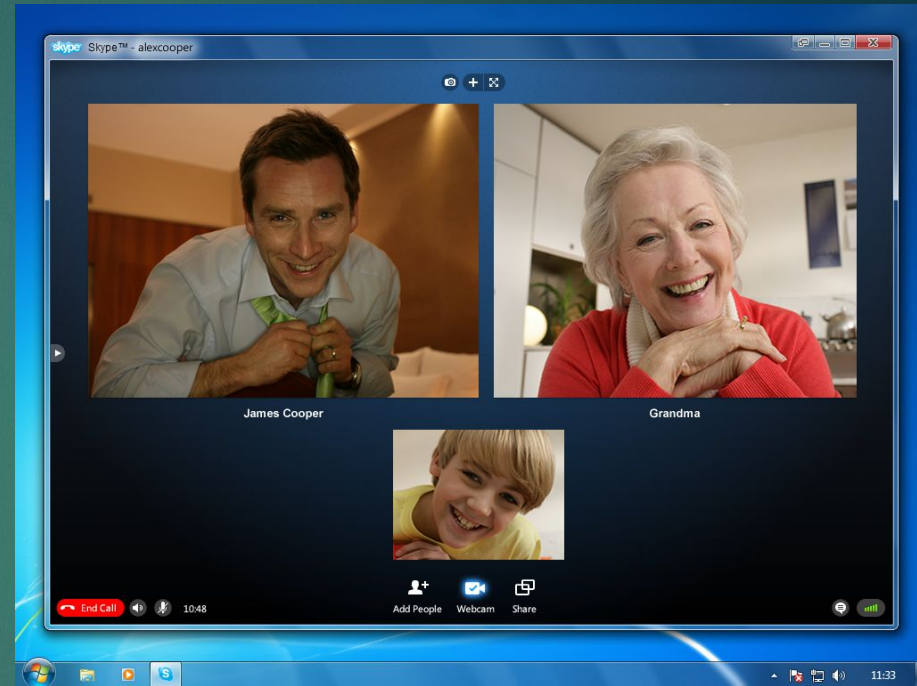 skype Skype™ - alexcooper
James Cooper
Grandma
End Call
10:48
Add People
Webcam
Share
S
11:33